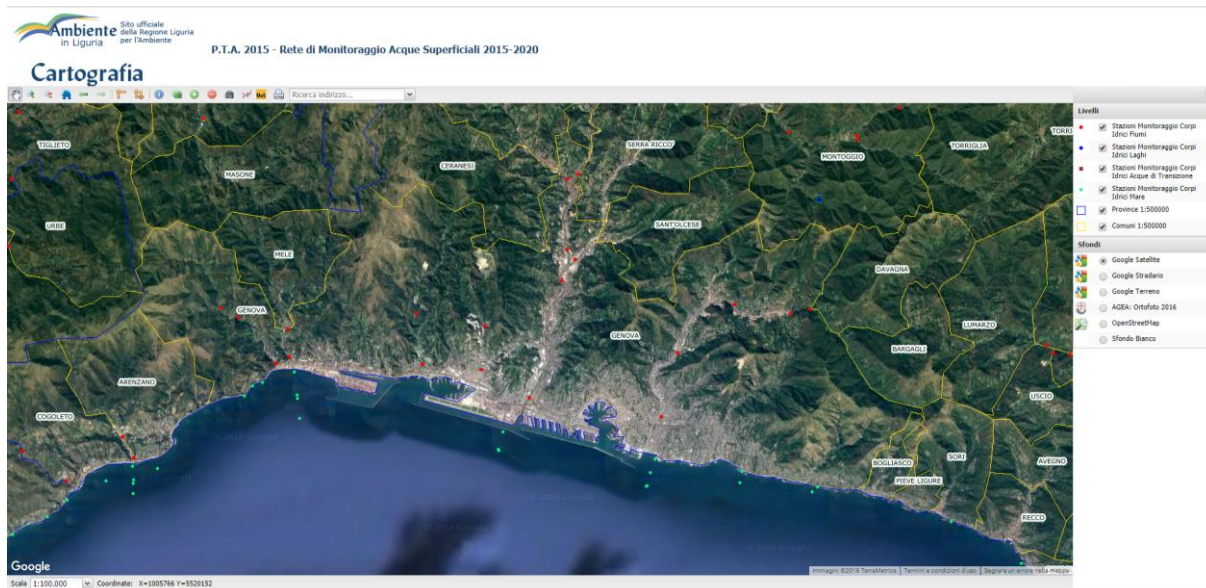 Ambiente
in Liguria
Sito ufficiale
della Regione Liguria
per l'Ambiente
P.T.A. 2015 - Rete di Monitoraggio Acque Superficiali 2015-2020
Cartografia
Ricerca indirizzo...
TIGLIETO
MASONE
CERANESI
SERRA RICCO'
MONTOGGIO
TORRIGLIA
TORRI
URBE
MELE
SANT'OLCESE
DAVAGNA
GENOVA
GENOVA
LUMARZO
BARGAGLI
ARENZANO
USCIO
COGOLETO
BOGLIASCO
SORI
AVEGNO
PIEVE LIGURE
RECCO
Google
Immagini ©2016 TerraMetrics
Termini e condizioni d'uso
Segnala un errore nella mappa
Livelli
Stazioni Monitoraggio Corpi
Idrici Fiumi
Stazioni Monitoraggio Corpi
Idrici Laghi
Stazioni Monitoraggio Corpi
Idrici Acque di Transizione
Stazioni Monitoraggio Corpi
Idrici Mare
Province 1:500000
Comuni 1:500000
Sfondi
Google Satellite
Google Stradario
Google Terreno
AGEA: Ortofoto 2016
OpenStreetMap
Sfondo Bianco
Scala 1:100.000 Coordinate: X=1005766 Y=5520152